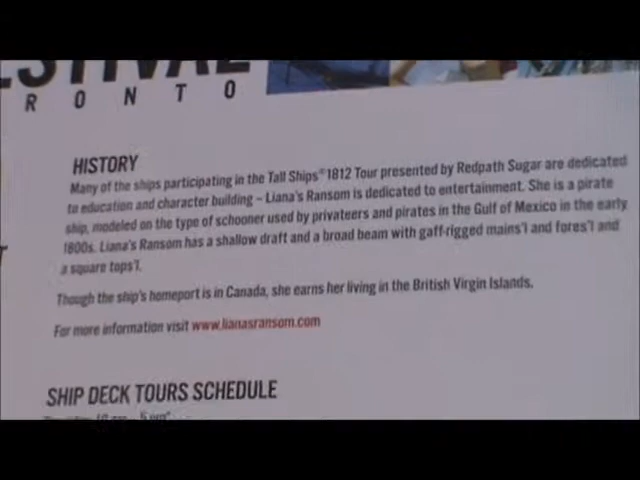 ESTIVAL
R O N T O
HISTORY
Many of the ships participating in the Tall Ships® 1812 Tour presented by Redpath Sugar are dedicated
to education and character building – Liana's Ransom is dedicated to entertainment. She is a pirate
ship, modeled on the type of schooner used by privateers and pirates in the Gulf of Mexico in the early
1800s. Liana's Ransom has a shallow draft and a broad beam with gaff-rigged mains'l and fores'l and
a square tops'l.
Though the ship's homeport is in Canada, she earns her living in the British Virgin Islands.
For more information visit www.lianasransom.com
SHIP DECK TOURS SCHEDULE